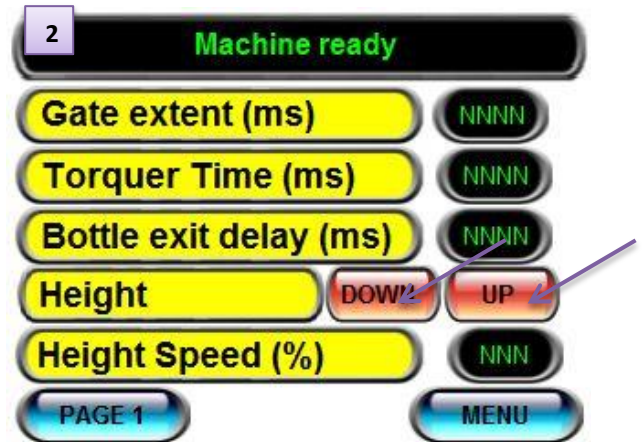 2
Machine ready
Gate extent (ms) NNNN
Torquer Time (ms) NNNN
Bottle exit delay (ms) NNNN
Height DOWN UP
Height Speed (%) NNN
PAGE 1 MENU